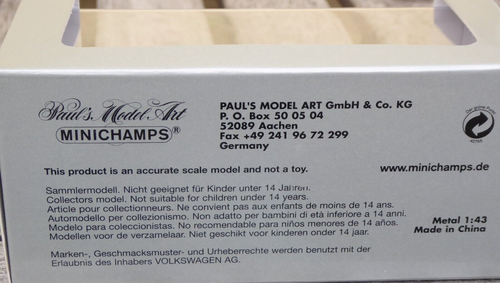 Paul's Model Art
MINICHAMPS®
PAUL'S MODEL ART GmbH & Co. KG
P. O. Box 50 05 04
52089 Aachen
Fax +49 241 96 72 299
Germany
This product is an accurate scale model and not a toy.
www.minichamps.de
Sammlermodell. Nicht geeignet für Kinder unter 14 Jahren.
Collectors model. Not suitable for children under 14 years.
Article pour collectionneurs. Ne convient pas aux enfants de moins de 14 ans.
Automodello per collezionismo. Non adatto per bambini di età inferiore a 14 anni.
Modelo para coleccionistas. No recomendable para niños menores de 14 años.
Modellen voor de verzamelaar. Niet geschikt voor kinderen onder 14 jaar.
Metal 1:43
Made in China
Marken-, Geschmacksmuster- und Urheberrechte werden benutzt mit der
Erlaubnis des Inhabers VOLKSWAGEN AG.